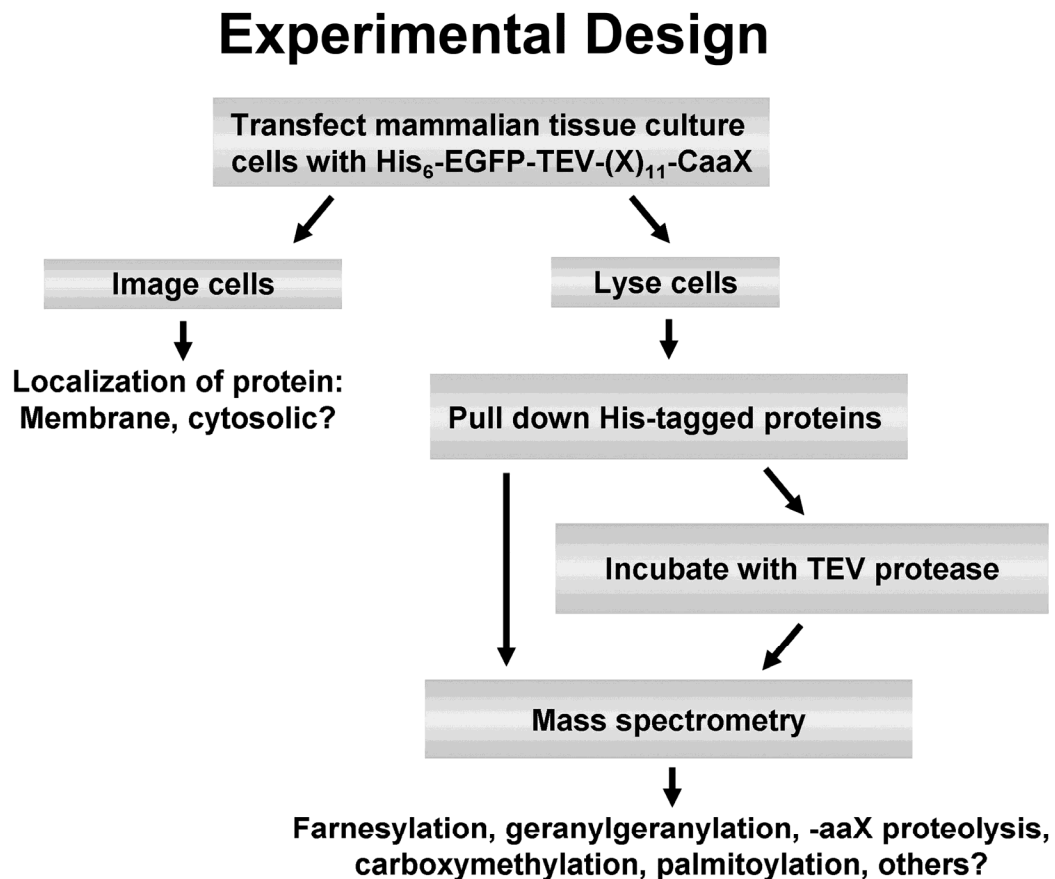 Experimental Design
Transfect mammalian tissue culture
cells with His₆-EGFP-TEV-(X)₁₁-CaaX
Image cells
Localization of protein:
Membrane, cytosolic?
Lyse cells
Pull down His-tagged proteins
Incubate with TEV protease
Mass spectrometry
Farnesylation, geranylgeranylation, -aaX proteolysis,
carboxymethylation, palmitoylation, others?